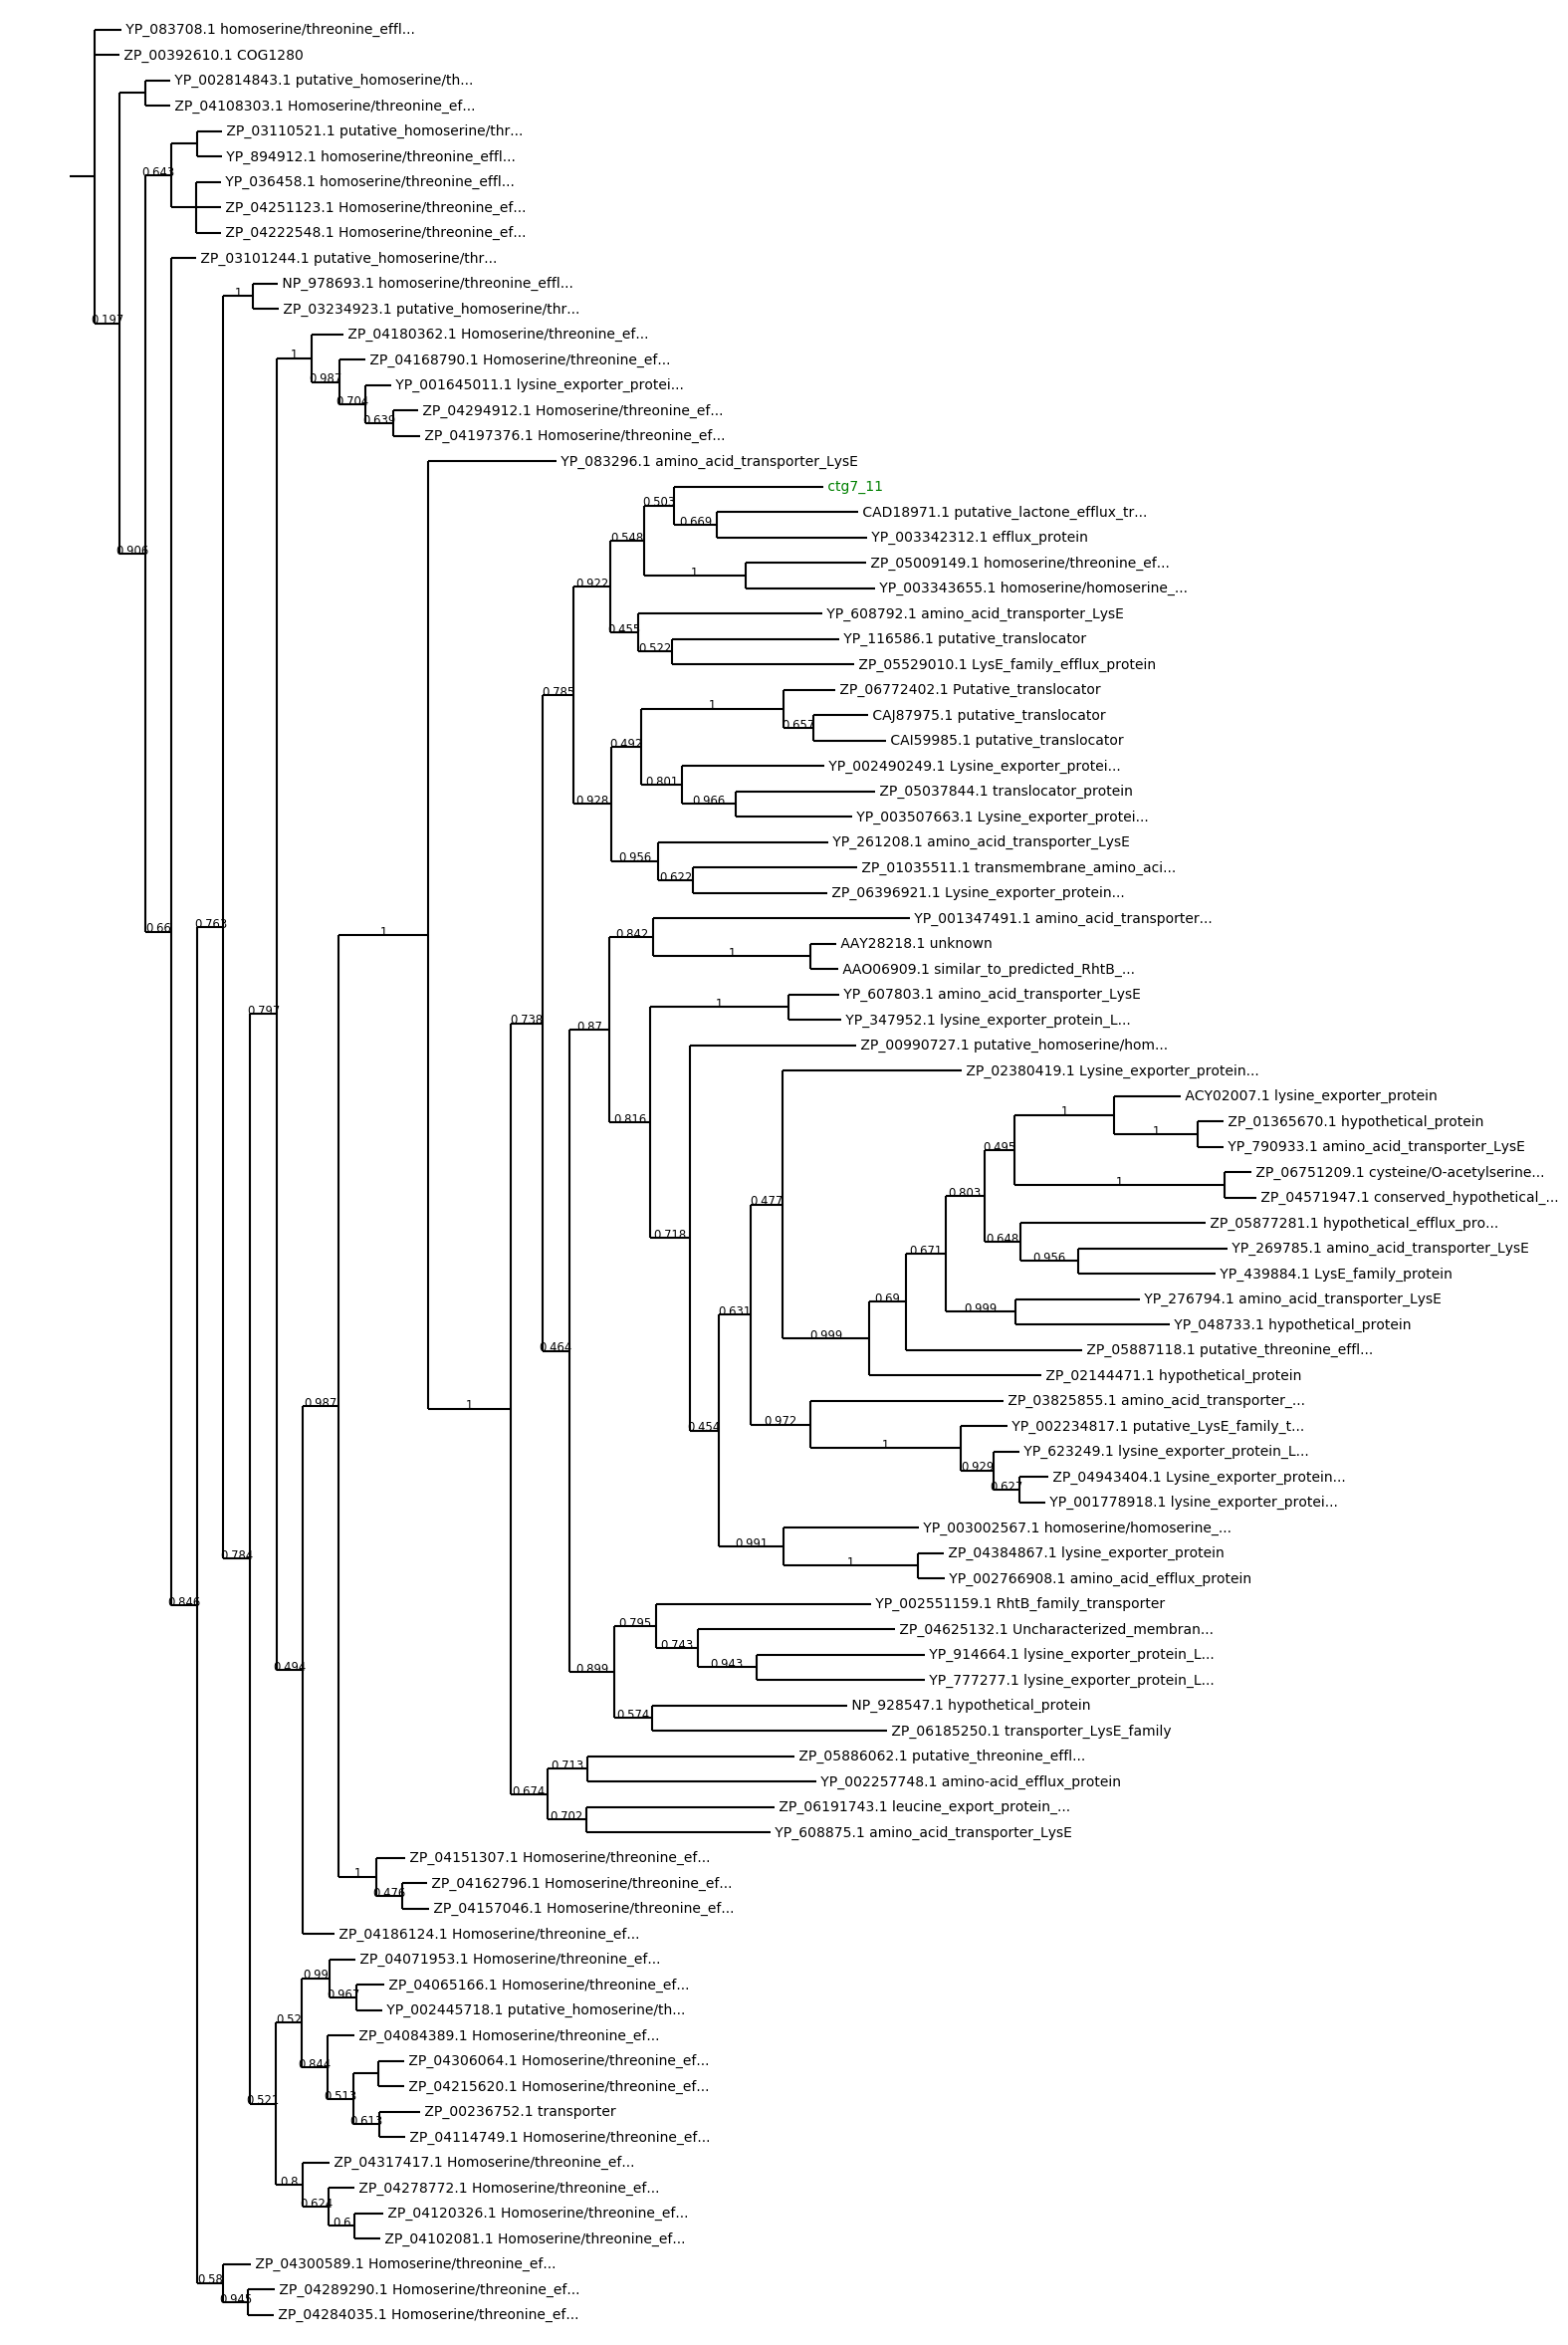 YP_083708.1 homoserine/threonine_effl...
ZP_00392610.1 COG1280
YP_002814843.1 putative_homoserine/th...
ZP_04108303.1 Homoserine/threonine_ef...
ZP_03110521.1 putative_homoserine/thr...
YP_894912.1 homoserine/threonine_effl...
0.643
YP_036458.1 homoserine/threonine_effl...
ZP_04251123.1 Homoserine/threonine_ef...
ZP_04222548.1 Homoserine/threonine_ef...
ZP_03101244.1 putative_homoserine/thr...
NP_978693.1 homoserine/threonine_effl...
1
ZP_03234923.1 putative_homoserine/thr...
0.197
ZP_04180362.1 Homoserine/threonine_ef...
1
ZP_04168790.1 Homoserine/threonine_ef...
0.987
YP_001645011.1 lysine_exporter_protei...
0.704
ZP_04294912.1 Homoserine/threonine_ef...
0.639
ZP_04197376.1 Homoserine/threonine_ef...
YP_083296.1 amino_acid_transporter_LysE
ctg7_11
0.503
CAD18971.1 putative_lactone_efflux_tr...
0.669
YP_003342312.1 efflux_protein
0.548
0.906
ZP_05009149.1 homoserine/threonine_ef...
1
0.922
YP_003343655.1 homoserine/homoserine_...
YP_608792.1 amino_acid_transporter_LysE
0.455
YP_116586.1 putative_translocator
0.522
ZP_05529010.1 LysE_family_efflux_protein
0.785
ZP_06772402.1 Putative_translocator
1
CAJ87975.1 putative_translocator
0.657
CAI59985.1 putative_translocator
0.492
YP_002490249.1 Lysine_exporter_protei...
0.801
ZP_05037844.1 translocator_protein
0.928
0.966
YP_003507663.1 Lysine_exporter_protei...
YP_261208.1 amino_acid_transporter_LysE
0.956
ZP_01035511.1 transmembrane_amino_aci...
0.622
ZP_06396921.1 Lysine_exporter_protein...
YP_001347491.1 amino_acid_transporter...
0.66
0.763
1
0.842
AAY28218.1 unknown
1
AAO06909.1 similar_to_predicted_RhtB_...
YP_607803.1 amino_acid_transporter_LysE
1
0.797
0.738
YP_347952.1 lysine_exporter_protein_L...
0.87
ZP_00990727.1 putative_homoserine/hom...
ZP_02380419.1 Lysine_exporter_protein...
ACY02007.1 lysine_exporter_protein
1
0.816
ZP_01365670.1 hypothetical_protein
1
YP_790933.1 amino_acid_transporter_LysE
0.495
ZP_06751209.1 cysteine/O-acetylserine...
1
0.803
ZP_04571947.1 conserved_hypothetical_...
0.477
ZP_05877281.1 hypothetical_efflux_pro...
0.718
0.648
YP_269785.1 amino_acid_transporter_LysE
0.671
0.956
YP_439884.1 LysE_family_protein
YP_276794.1 amino_acid_transporter_LysE
0.69
0.999
0.631
YP_048733.1 hypothetical_protein
0.999
0.464
ZP_05887118.1 putative_threonine_effl...
ZP_02144471.1 hypothetical_protein
ZP_03825855.1 amino_acid_transporter_...
0.987
1
0.972
0.454
YP_002234817.1 putative_LysE_family_t...
1
YP_623249.1 lysine_exporter_protein_L...
0.929
ZP_04943404.1 Lysine_exporter_protein...
0.627
YP_001778918.1 lysine_exporter_protei...
YP_003002567.1 homoserine/homoserine_...
0.991
ZP_04384867.1 lysine_exporter_protein
0.784
1
YP_002766908.1 amino_efflux_protein
0.846
YP_002551159.1 RhtB_family_transporter
0.795
ZP_04625132.1 Uncharacterized_membran...
0.743
YP_914664.1 lysine_exporter_protein_L...
0.494
0.899
0.943
YP_777277.1 lysine_exporter_protein_L...
NP_928547.1 hypothetical_protein
0.574
ZP_06185250.1 transporter_LysE_family
ZP_05886062.1 putative_threonine_effl...
0.713
YP_002257748.1 amino-acid_efflux_protein
0.674
ZP_06191743.1 leucine_export_protein_...
0.702
YP_608875.1 amino_acid_transporter_LysE
ZP_04151307.1 Homoserine/threonine_ef...
1
ZP_04162796.1 Homoserine/threonine_ef...
0.476
ZP_04157046.1 Homoserine/threonine_ef...
ZP_04186124.1 Homoserine/threonine_ef...
ZP_04071953.1 Homoserine/threonine_ef...
0.99
ZP_04065166.1 Homoserine/threonine_ef...
0.967
YP_002445718.1 putative_homoserine/th...
0.52
ZP_04084389.1 Homoserine/threonine_ef...
0.844
ZP_04306064.1 Homoserine/threonine_ef...
ZP_04215620.1 Homoserine/threonine_ef...
0.521
0.513
ZP_00236752.1 transporter
0.613
ZP_04114749.1 Homoserine/threonine_ef...
ZP_04317417.1 Homoserine/threonine_ef...
0.8
ZP_04278772.1 Homoserine/threonine_ef...
0.624
ZP_04120326.1 Homoserine/threonine_ef...
0.6
ZP_04102081.1 Homoserine/threonine_ef...
ZP_04300589.1 Homoserine/threonine_ef...
0.58
ZP_04289290.1 Homoserine/threonine_ef...
0.945
ZP_04284035.1 Homoserine/threonine_ef...